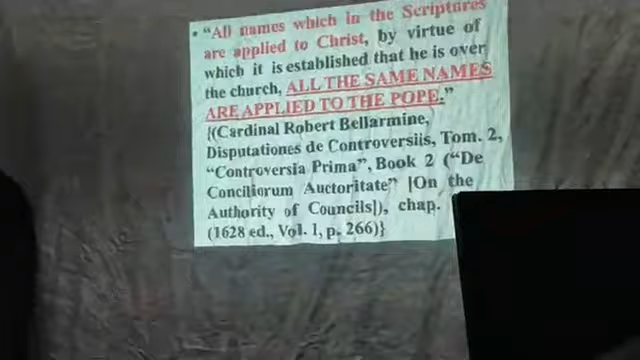 • “All names which in the Scriptures
are applied to Christ, by virtue of
which it is established that he is over
the church, ALL THE SAME NAMES
ARE APPLIED TO THE POPE.”
{(Cardinal Robert Bellarmine,
Disputationes de Controversiis, Tom. 2,
“Controversia Prima”, Book 2 (“De
Conciliorum Auctoritate” [On the
Authority of Councils]), chap.
(1628 ed., Vol. I, p. 266)}